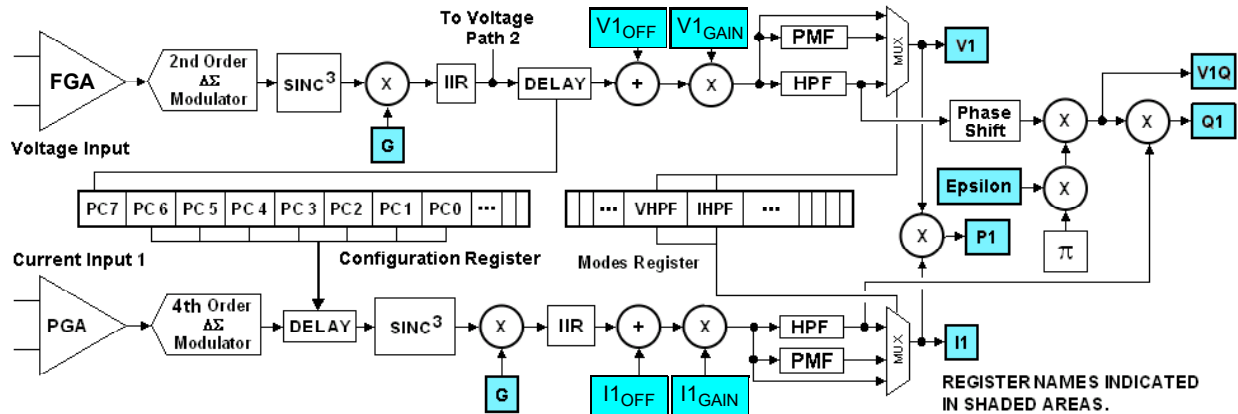 To Voltage
Path 2
V1OFF
V1GAIN
FGA
2nd Order
ΔΣ
Modulator
SINC3
X
G
IIR
DELAY
+
X
PMF
HPF
MUX
V1
V1Q
Phase
Shift
X
X
Q1
Voltage Input
Epsilon
X
π
PC7 PC 6 PC 5 PC 4 PC 3 PC2 PC1 PC0 ...
... VHPF IHPF ...
X
P1
Configuration Register
Modes Register
Current Input 1
PGA
4th Order
ΔΣ
Modulator
DELAY
SINC3
X
G
IIR
+
X
I1OFF
I1GAIN
HPF
PMF
MUX
I1
REGISTER NAMES INDICATED
IN SHADED AREAS.